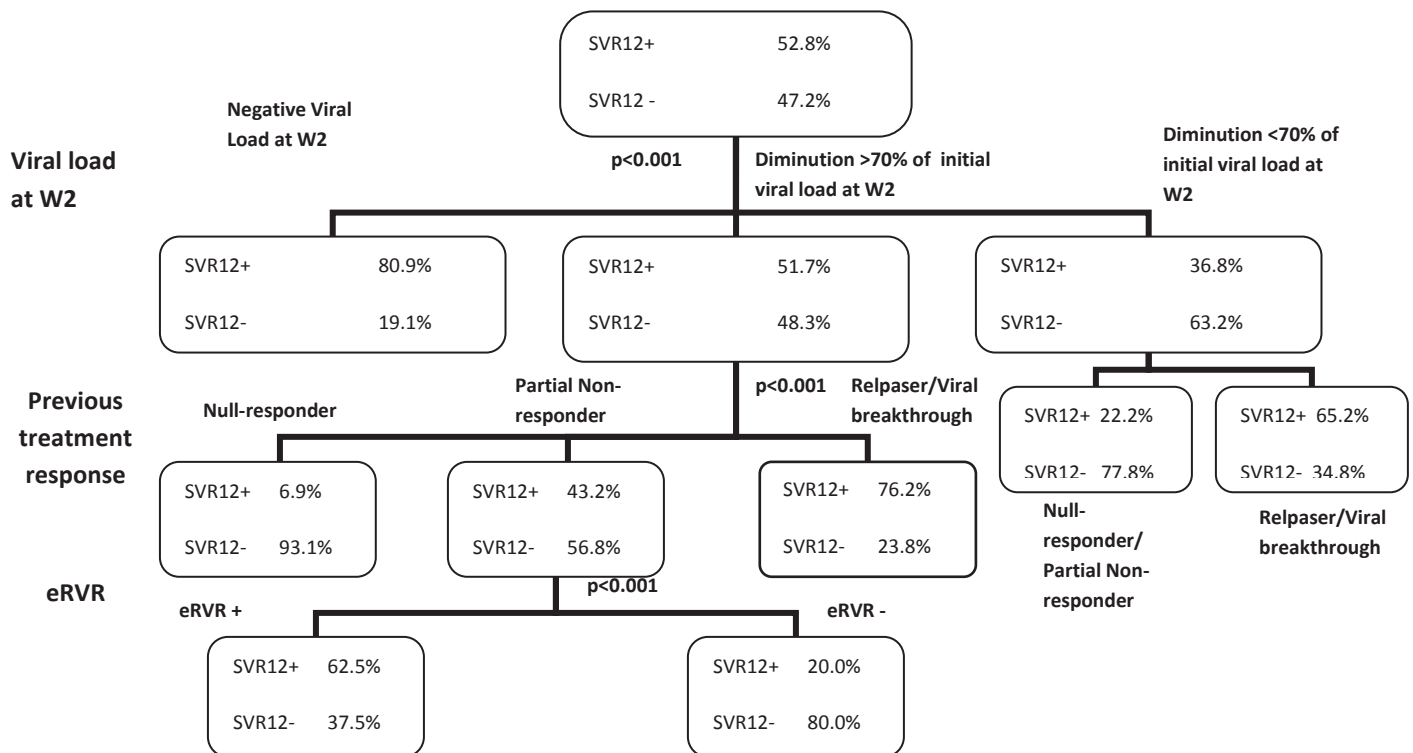 SVR12+ 52.8%
SVR12 - 47.2%
Negative Viral
Load at W2
Viral load
at W2
p<0.001
Diminution >70% of initial
viral load at W2
Diminution <70% of
initial viral load at
W2
SVR12+ 80.9%
SVR12- 19.1%
SVR12+ 51.7%
SVR12- 48.3%
SVR12+ 36.8%
SVR12- 63.2%
Previous
treatment
response
Null-responder
Partial Non-
responder
p<0.001
Relpaser/Viral
breakthrough
SVR12+ 6.9%
SVR12- 93.1%
SVR12+ 43.2%
SVR12- 56.8%
SVR12+ 76.2%
SVR12- 23.8%
SVR12+ 22.2%
SVR12- 77.8%
Null-
responder/
Partial Non-
responder
SVR12+ 65.2%
SVR12- 34.8%
Relpaser/Viral
breakthrough
eRVR
p<0.001
eRVR +
eRVR -
SVR12+ 62.5%
SVR12- 37.5%
SVR12+ 20.0%
SVR12- 80.0%